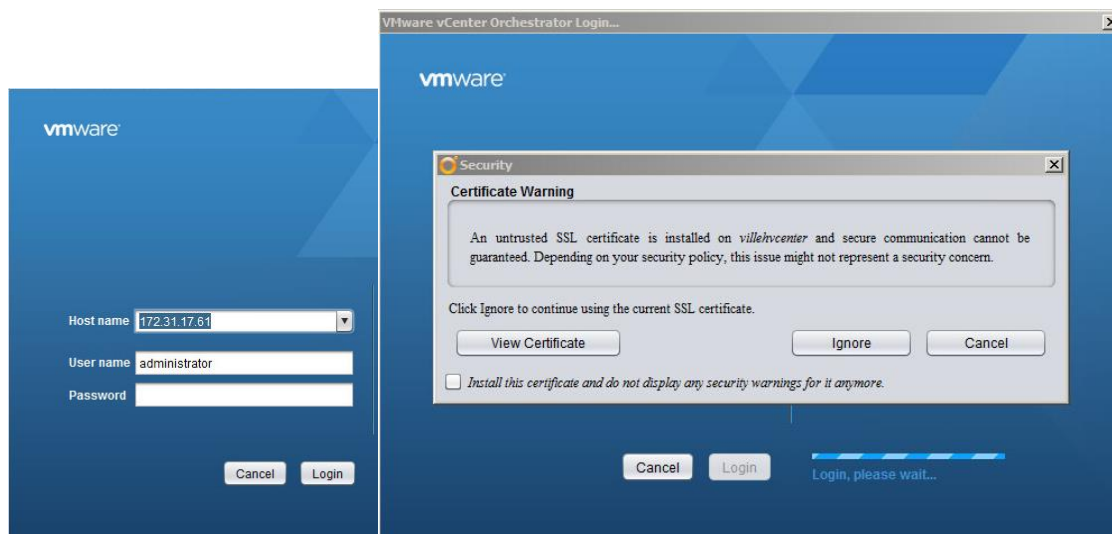 vmware
Host name 172.31.17.61
User name administrator
Password
Cancel Login
VMware vCenter Orchestrator Login...
vmware
Security
Certificate Warning
An untrusted SSL certificate is installed on villehvcenter and secure communication cannot be
guaranteed. Depending on your security policy, this issue might not represent a security concern.
Click Ignore to continue using the current SSL certificate.
View Certificate Ignore Cancel
Install this certificate and do not display any security warnings for it anymore.
Cancel Login
Login, please wait...